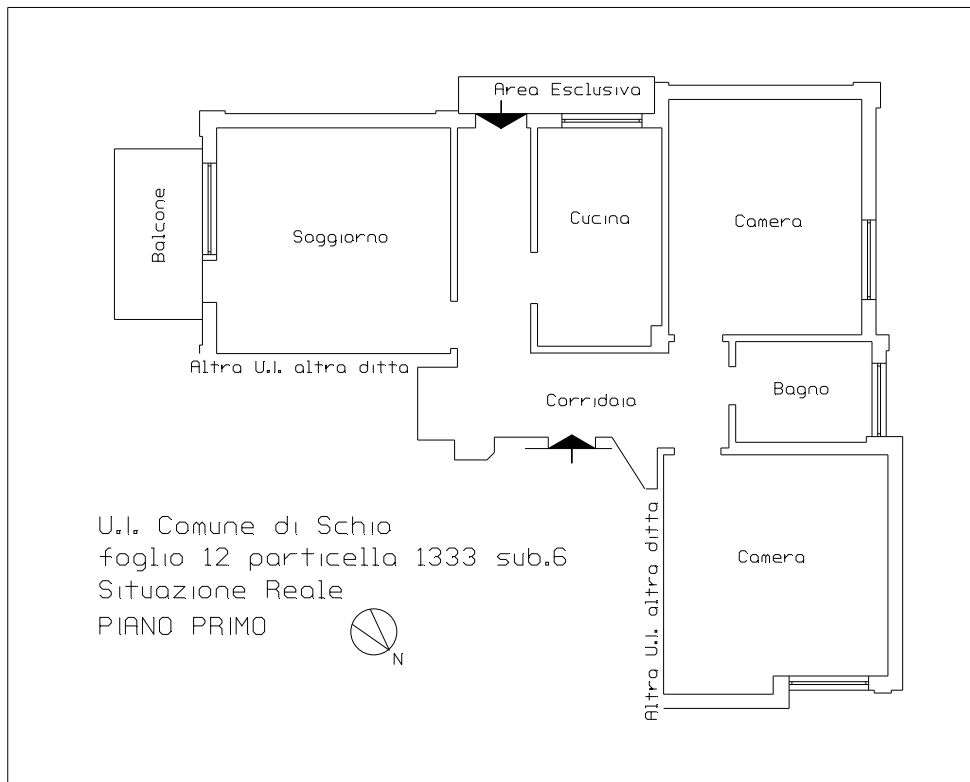 Area Esclusiva
Balcone
Soggiorno
Cucina
Camera
Altra U.I. altra ditta
Corridoio
Bagno
Altra U.I. altra ditta
Camera
U.I. Comune di Schio
foglio 12 particella 1333 sub.6
Situazione Reale
PIANO PRIMO
N